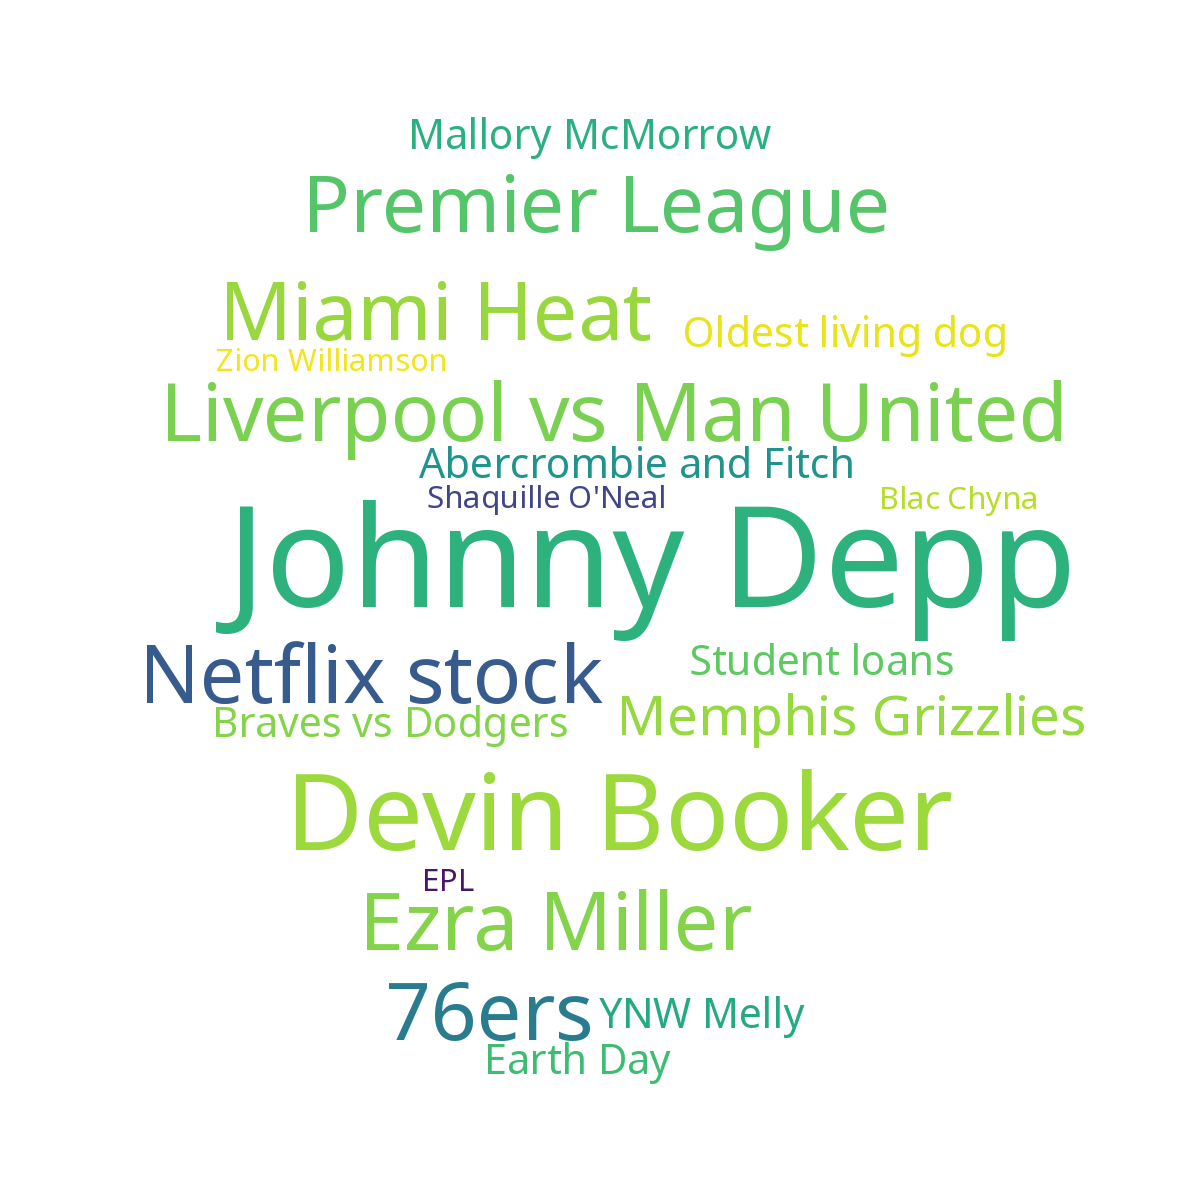 Mallory McMorrow
Premier League
Miami Heat
Oldest living dog
Zion Williamson
Liverpool vs Man United
Abercrombie and Fitch
Shaquille O'Neal
Blac Chyna
Johnny Depp
Netflix stock
Student loans
Memphis Grizzlies
Braves vs Dodgers
Devin Booker
EPL
Ezra Miller
76ers
YNW Melly
Earth Day